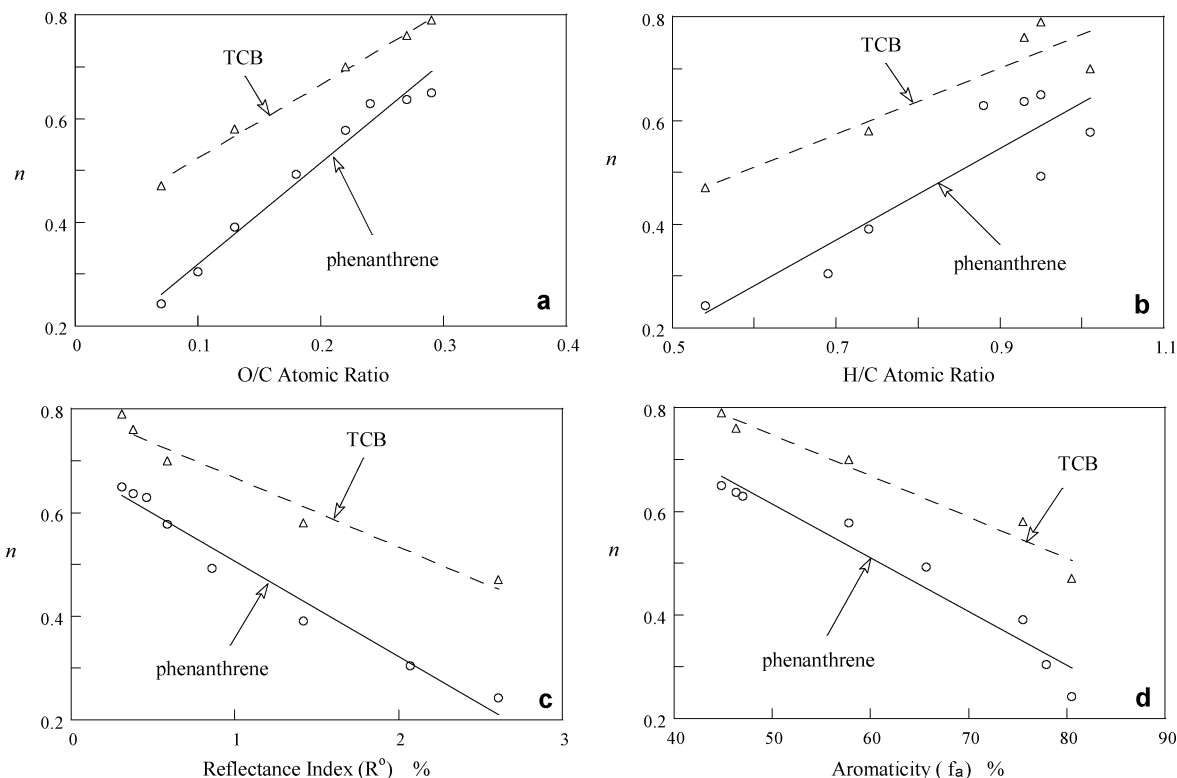 0.8
TCB
0.6
n
0.4
phenanthrene
a
0.2
0 0.1 0.2 0.3 0.4
O/C Atomic Ratio
0.8
TCB
0.6
n
0.4
phenanthrene
b
0.2
0.5 0.7 0.9 1.1
H/C Atomic Ratio
0.8
TCB
0.6
n
0.4
phenanthrene
c
0.2
0 1 2 3
Reflectance Index (Rº) %
0.8
TCB
0.6
n
0.4
phenanthrene
d
0.2
40 50 60 70 80 90
Aromaticity ( fa) %